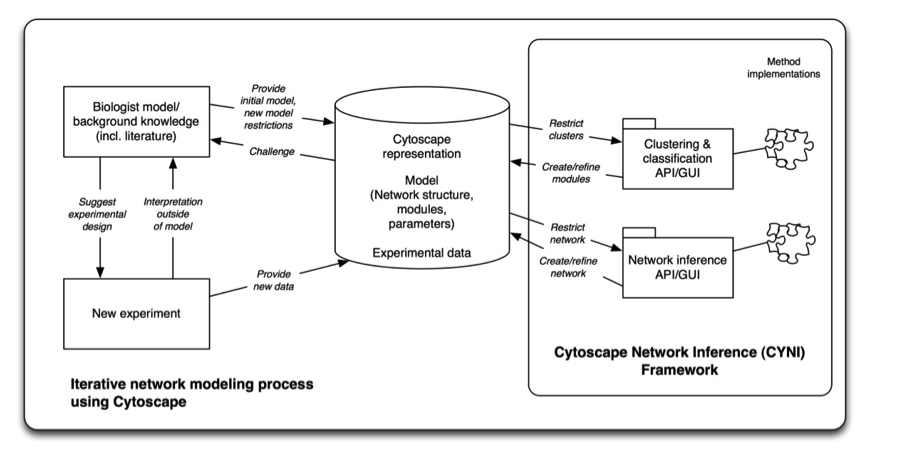 Method
implementations
Biologist model/
background knowledge
(incl. literature)
Provide
initial model,
new model
restrictions
Challenge
Cytoscape
representation
Model
(Network structure,
modules,
parameters)
Experimental data
Restrict
clusters
Create/refine
modules
Clustering &
classification
API/GUI
Suggest
experimental
design
Interpretation
outside
of model
Restrict
network
Create/refine
network
Network inference
API/GUI
Provide
new data
New experiment
Cytoscape Network Inference (CYNI)
Framework
Iterative network modeling process
using Cytoscape